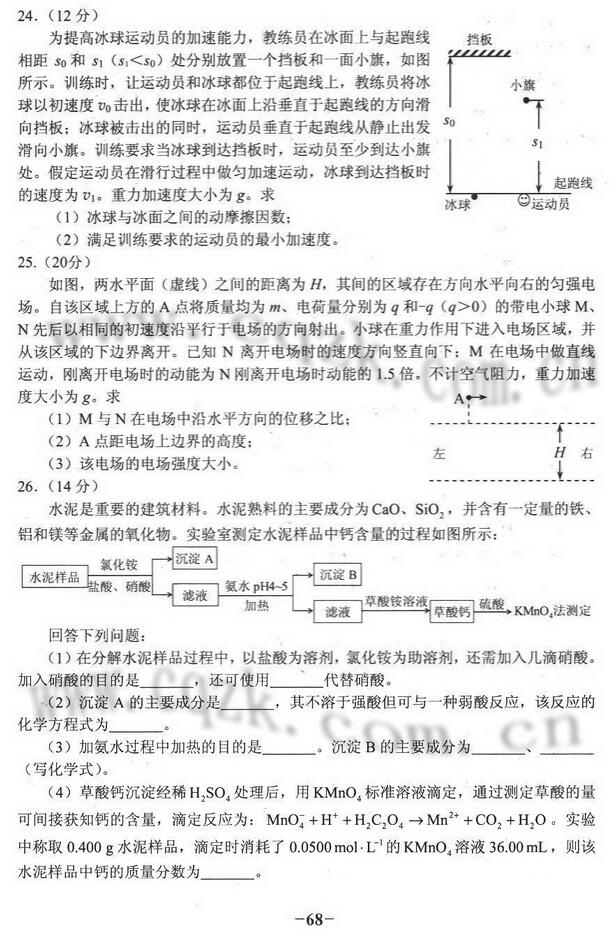 24.（12分）
为提高冰球运动员的加速能力，教练员在冰面上与起跑线
相距 s₀ 和 s₁（s₁<s₀）处分别放置一个挡板和一面小旗，如图
所示。训练时，让运动员和冰球都位于起跑线上，教练员将冰
球以初速度 v₀ 击出，使冰球在冰面上沿垂直于起跑线的方向滑
向挡板；冰球被击出的同时，运动员垂直于起跑线从静止出发
滑向小旗。训练要求当冰球到达挡板时，运动员至少到达小旗
处。假定运动员在滑行过程中做匀加速运动，冰球到达挡板时
的速度为 v₁。重力加速度大小为 g。求
（1）冰球与冰面之间的动摩擦因数；
（2）满足训练要求的运动员的最小加速度。
挡板
小旗
s₀
s₁
起跑线
冰球
运动员
25.（20分）
如图，两水平面（虚线）之间的距离为 H，其间的区域存在方向水平向右的匀强电
场。自该区域上方的 A 点将质量均为 m、电荷量分别为 q 和-q（q>0）的带电小球 M、
N 先后以相同的初速度沿平行于电场的方向射出。小球在重力作用下进入电场区域，并
从该区域的下边界离开。已知 N 离开电场时的速度方向竖直向下；M 在电场中做直线
运动，刚离开电场时的动能为 N 刚离开电场时动能的 1.5 倍。不计空气阻力，重力加速
度大小为 g。求
（1）M 与 N 在电场中沿水平方向的位移之比；
（2）A 点距电场上边界的高度；
（3）该电场的电场强度大小。
A
左
H
右
26.（14分）
水泥是重要的建筑材料。水泥熟料的主要成分为 CaO、SiO₂，并含有一定量的铁、
铝和镁等金属的氧化物。实验室测定水泥样品中钙含量的过程如图所示：
水泥样品
氯化铵
盐酸、硝酸
沉淀 A
滤液
氨水 pH4~5
加热
沉淀 B
滤液
草酸铵溶液
草酸钙
硫酸
KMnO₄法测定
回答下列问题：
（1）在分解水泥样品过程中，以盐酸为溶剂，氯化铵为助溶剂，还需加入几滴硝酸。
加入硝酸的目的是______，还可使用______代替硝酸。
（2）沉淀 A 的主要成分是______，其不溶于强酸但可与一种弱酸反应，该反应的
化学方程式为______。
（3）加氨水过程中加热的目的是______。沉淀 B 的主要成分为______、______
（写化学式）。
（4）草酸钙沉淀经稀 H₂SO₄ 处理后，用 KMnO₄ 标准溶液滴定，通过测定草酸的量
可间接获知钙的含量，滴定反应为：MnO₄⁻+H⁺+H₂C₂O₄→Mn²⁺+CO₂+H₂O。实验
中称取 0.400 g 水泥样品，滴定时消耗了 0.0500 mol·L⁻¹的 KMnO₄ 溶液 36.00 mL，则该
水泥样品中钙的质量分数为______。
-68-
www.cqzk.com.cn
www.cqzk.com.cn